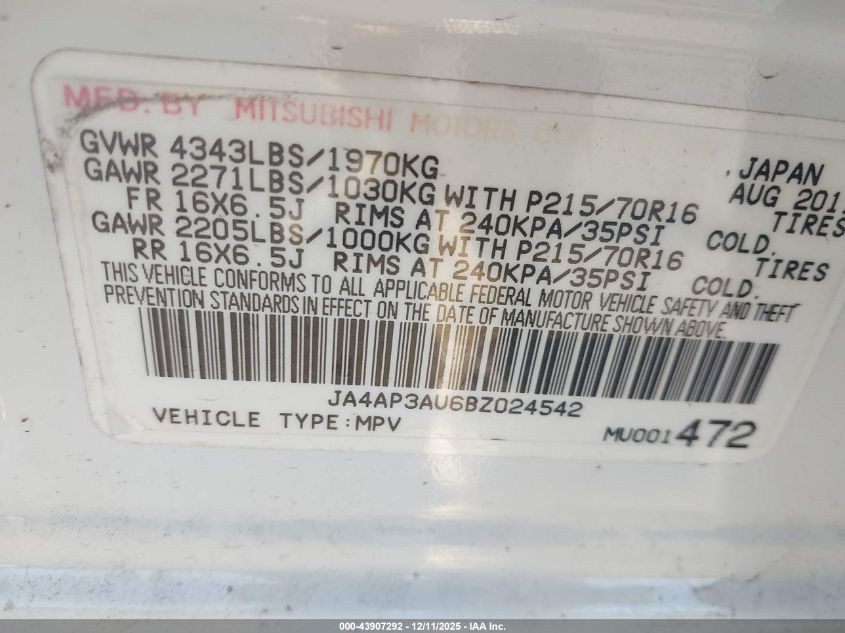 MFD. BY MITSUBISHI MOTORS
, JAPAN
GVWR 4343LBS/1970KG AUG 201
GAWR 2271LBS/1030KG WITH P215/70R16 TIRES
FR 16X6.5J RIMS AT 240KPA/35PSI COLD.
GAWR 2205LBS/1000KG WITH P215/70R16 TIRES
RR 16X6.5J RIMS AT 240KPA/35PSI COLD.
THIS VEHICLE CONFORMS TO ALL APPLICABLE FEDERAL MOTOR VEHICLE SAFETY AND THEFT
PREVENTION STANDARDS IN EFFECT ON THE DATE OF MANUFACTURE SHOWN ABOVE.
JA4AP3AU6BZ024542
VEHICLE TYPE:MPV MU001472
000-43907292 - 12/11/2025 - IAA Inc.